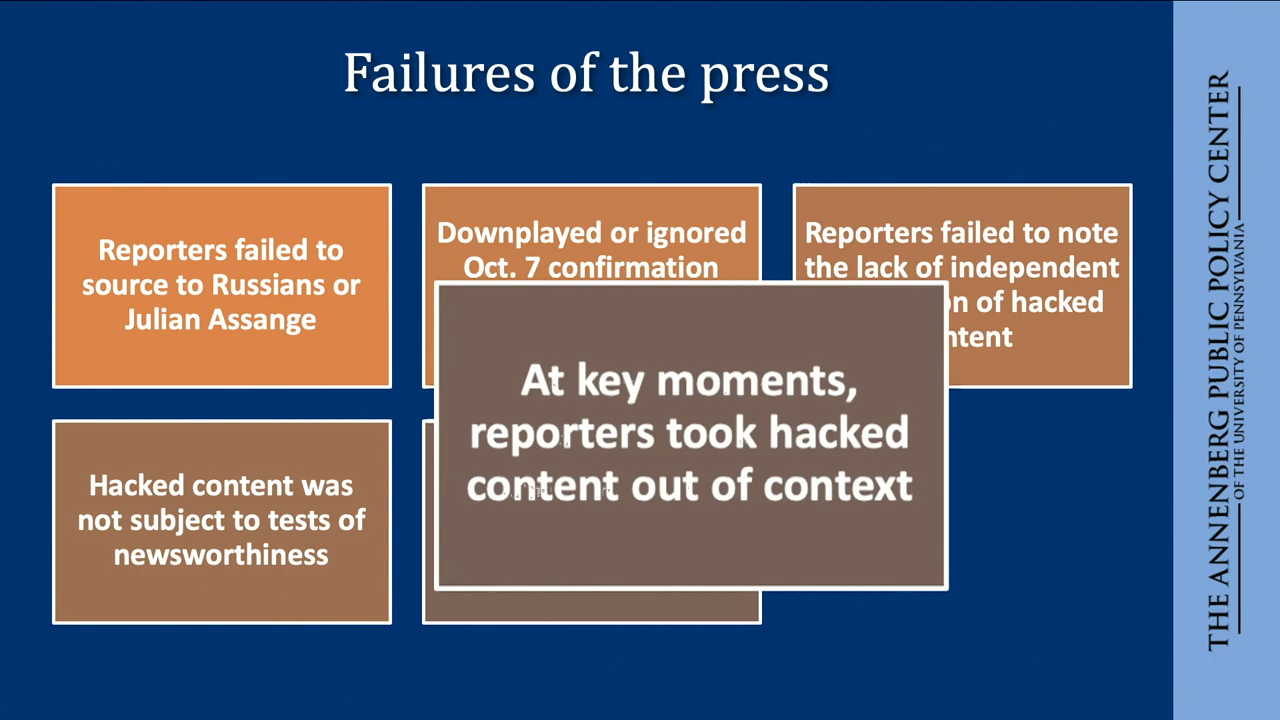 Failures of the press
Reporters failed to
source to Russians or
Julian Assange
Downplayed or ignored
Oct. 7 confirmation
Reporters failed to note
the lack of independent
of hacked
Hacked content was
not subject to tests of
newsworthiness
At key moments,
reporters took hacked
content out of context
THE ANNENBERG PUBLIC POLICY CENTER
OF THE UNIVERSITY OF PENNSYLVANIA